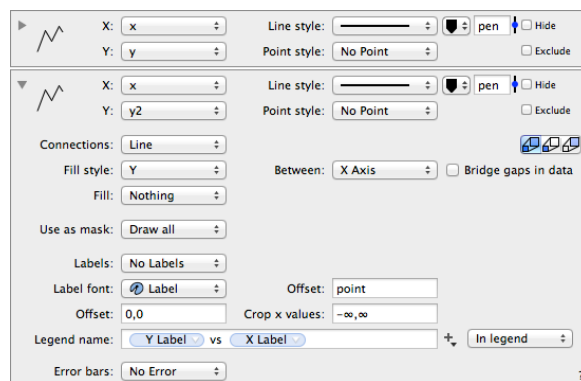 X: x Line style: pen Hide
Y: y Point style: No Point Exclude
X: x Line style: pen Hide
Y: y2 Point style: No Point Exclude
Connections: Line
Fill style: Y Between: X Axis Bridge gaps in data
Fill: Nothing
Use as mask: Draw all
Labels: No Labels
Label font: Label Offset: point
Offset: 0,0 Crop x values: −∞,∞
Legend name: Y Label vs X Label In legend
Error bars: No Error